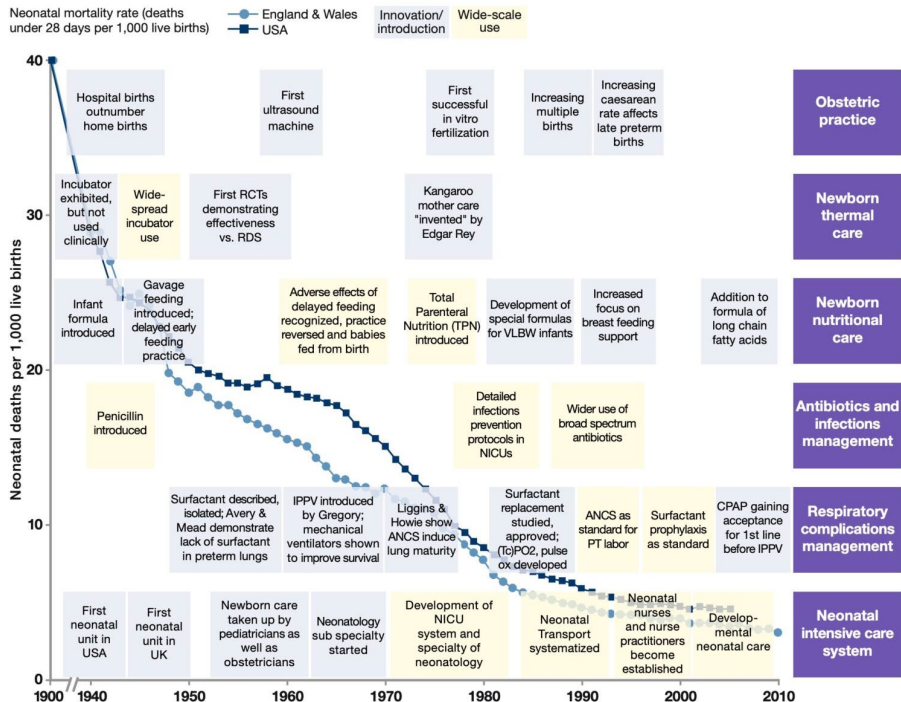 Neonatal mortality rate (deaths
under 28 days per 1,000 live births)
England & Wales
USA
Innovation/
introduction
Wide-scale
use
Neonatal deaths per 1,000 live births
40
30
20
10
0
Hospital births
outnumber
home births
First
ultrasound
machine
First
successful
in vitro
fertilization
Increasing
multiple
births
Increasing
caesarean
rate affects
late preterm
births
Obstetric
practice
Incubator
exhibited,
but not
used
clinically
Wide-
spread
incubator
use
First RCTs
demonstrating
effectiveness
vs. RDS
Kangaroo
mother care
"invented" by
Edgar Rey
Newborn
thermal
care
Infant
formula
introduced
Gavage
feeding
introduced;
delayed early
feeding
practice
Adverse effects of
delayed feeding
recognized, practice
reversed and babies
fed from birth
Total
Parenteral
Nutrition (TPN)
introduced
Development of
special formulas
for VLBW infants
Increased
focus on
breast feeding
support
Addition to
formula of
long chain
fatty acids
Newborn
nutritional
care
Penicillin
introduced
Detailed
infections
prevention
protocols in
NICUs
Wider use of
broad spectrum
antibiotics
Antibiotics and
infections
management
Surfactant described,
isolated; Avery &
Mead demonstrate
lack of surfactant
in preterm lungs
IPPV introduced
by Gregory;
mechanical
ventilators shown
to improve survival
Liggins &
Howie show
ANCS induce
lung maturity
Surfactant
replacement
studied,
approved;
(Tc)PO2, pulse
ox developed
ANCS as
standard for
PT labor
Surfactant
prophylaxis
as standard
CPAP gaining
acceptance
for 1st line
before IPPV
Respiratory
complications
management
First
neonatal
unit in
USA
First
neonatal
unit in
UK
Newborn care
taken up by
pediatricians as
well as
obstetricians
Neonatology
sub specialty
started
Development of NICU
system and specialty
of neonatology
Neonatal
Transport
systematized
Neonatal
nurses
and nurse
practitioners
become
established
Develop-
mental
neonatal care
Neonatal
intensive care
system
1900
1940
1950
1960
1970
1980
1990
2000
2010